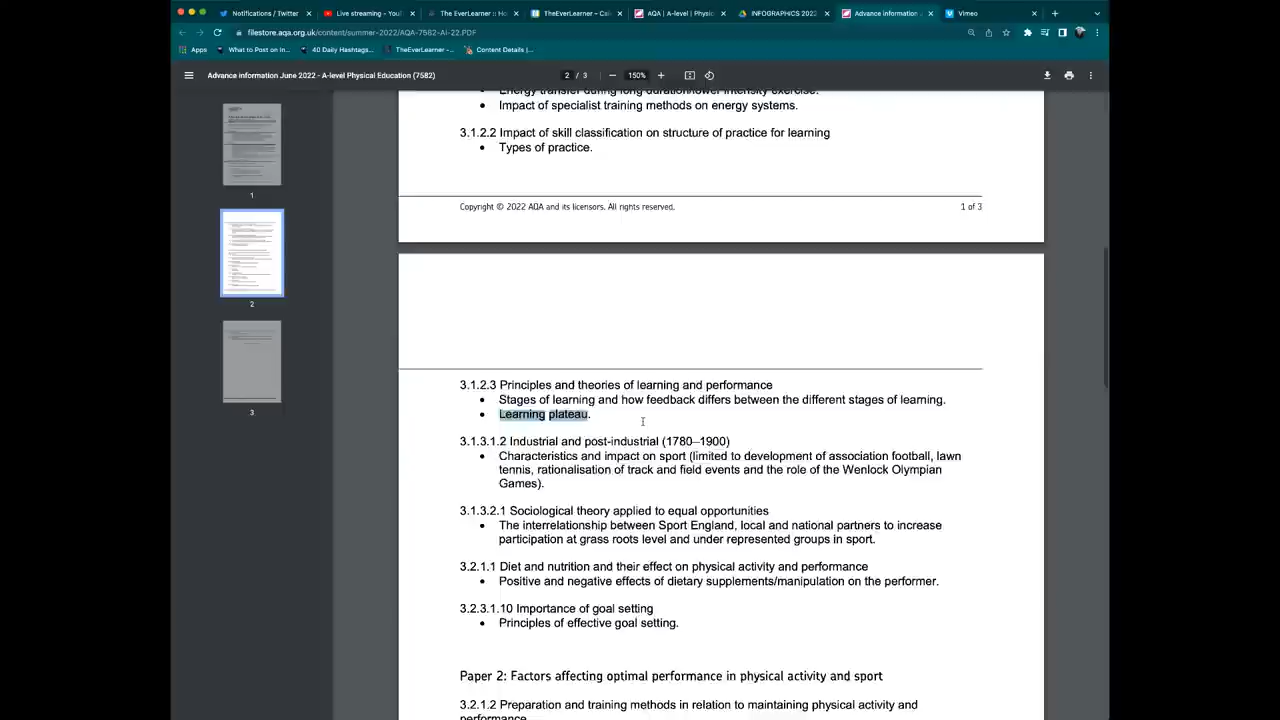 Notifications / Twitter
Live streaming - YouT
The EverLearner :: Ho
TheEverLearner - Cale
AQA | A-level | Physic
INFOGRAPHICS 2022
Advance information J
Vimeo
filestore.aqa.org.uk/content/summer-2022/AQA-7582-AI-22.PDF
Apps
What to Post on In...
40 Daily Hashtags...
TheEverLearner -...
Content Details |...
Advance information June 2022 - A-level Physical Education (7582)
2 / 3
150%
Energy transfer during long duration/lower intensity exercise.
• Impact of specialist training methods on energy systems.
3.1.2.2 Impact of skill classification on structure of practice for learning
• Types of practice.
Copyright © 2022 AQA and its licensors. All rights reserved.
1 of 3
1
2
3
3.1.2.3 Principles and theories of learning and performance
• Stages of learning and how feedback differs between the different stages of learning.
• Learning plateau.
3.1.3.1.2 Industrial and post-industrial (1780–1900)
• Characteristics and impact on sport (limited to development of association football, lawn
tennis, rationalisation of track and field events and the role of the Wenlock Olympian
Games).
3.1.3.2.1 Sociological theory applied to equal opportunities
• The interrelationship between Sport England, local and national partners to increase
participation at grass roots level and under represented groups in sport.
3.2.1.1 Diet and nutrition and their effect on physical activity and performance
• Positive and negative effects of dietary supplements/manipulation on the performer.
3.2.3.1.10 Importance of goal setting
• Principles of effective goal setting.
Paper 2: Factors affecting optimal performance in physical activity and sport
3.2.1.2 Preparation and training methods in relation to maintaining physical activity and
performance